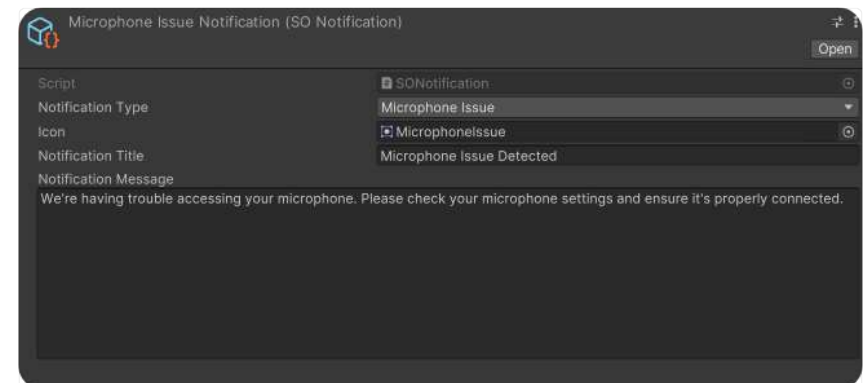 Microphone Issue Notification (SO Notification)
Open
Script SONotification
Notification Type Microphone Issue
Icon MicrophoneIssue
Notification Title Microphone Issue Detected
Notification Message
We're having trouble accessing your microphone. Please check your microphone settings and ensure it's properly connected.